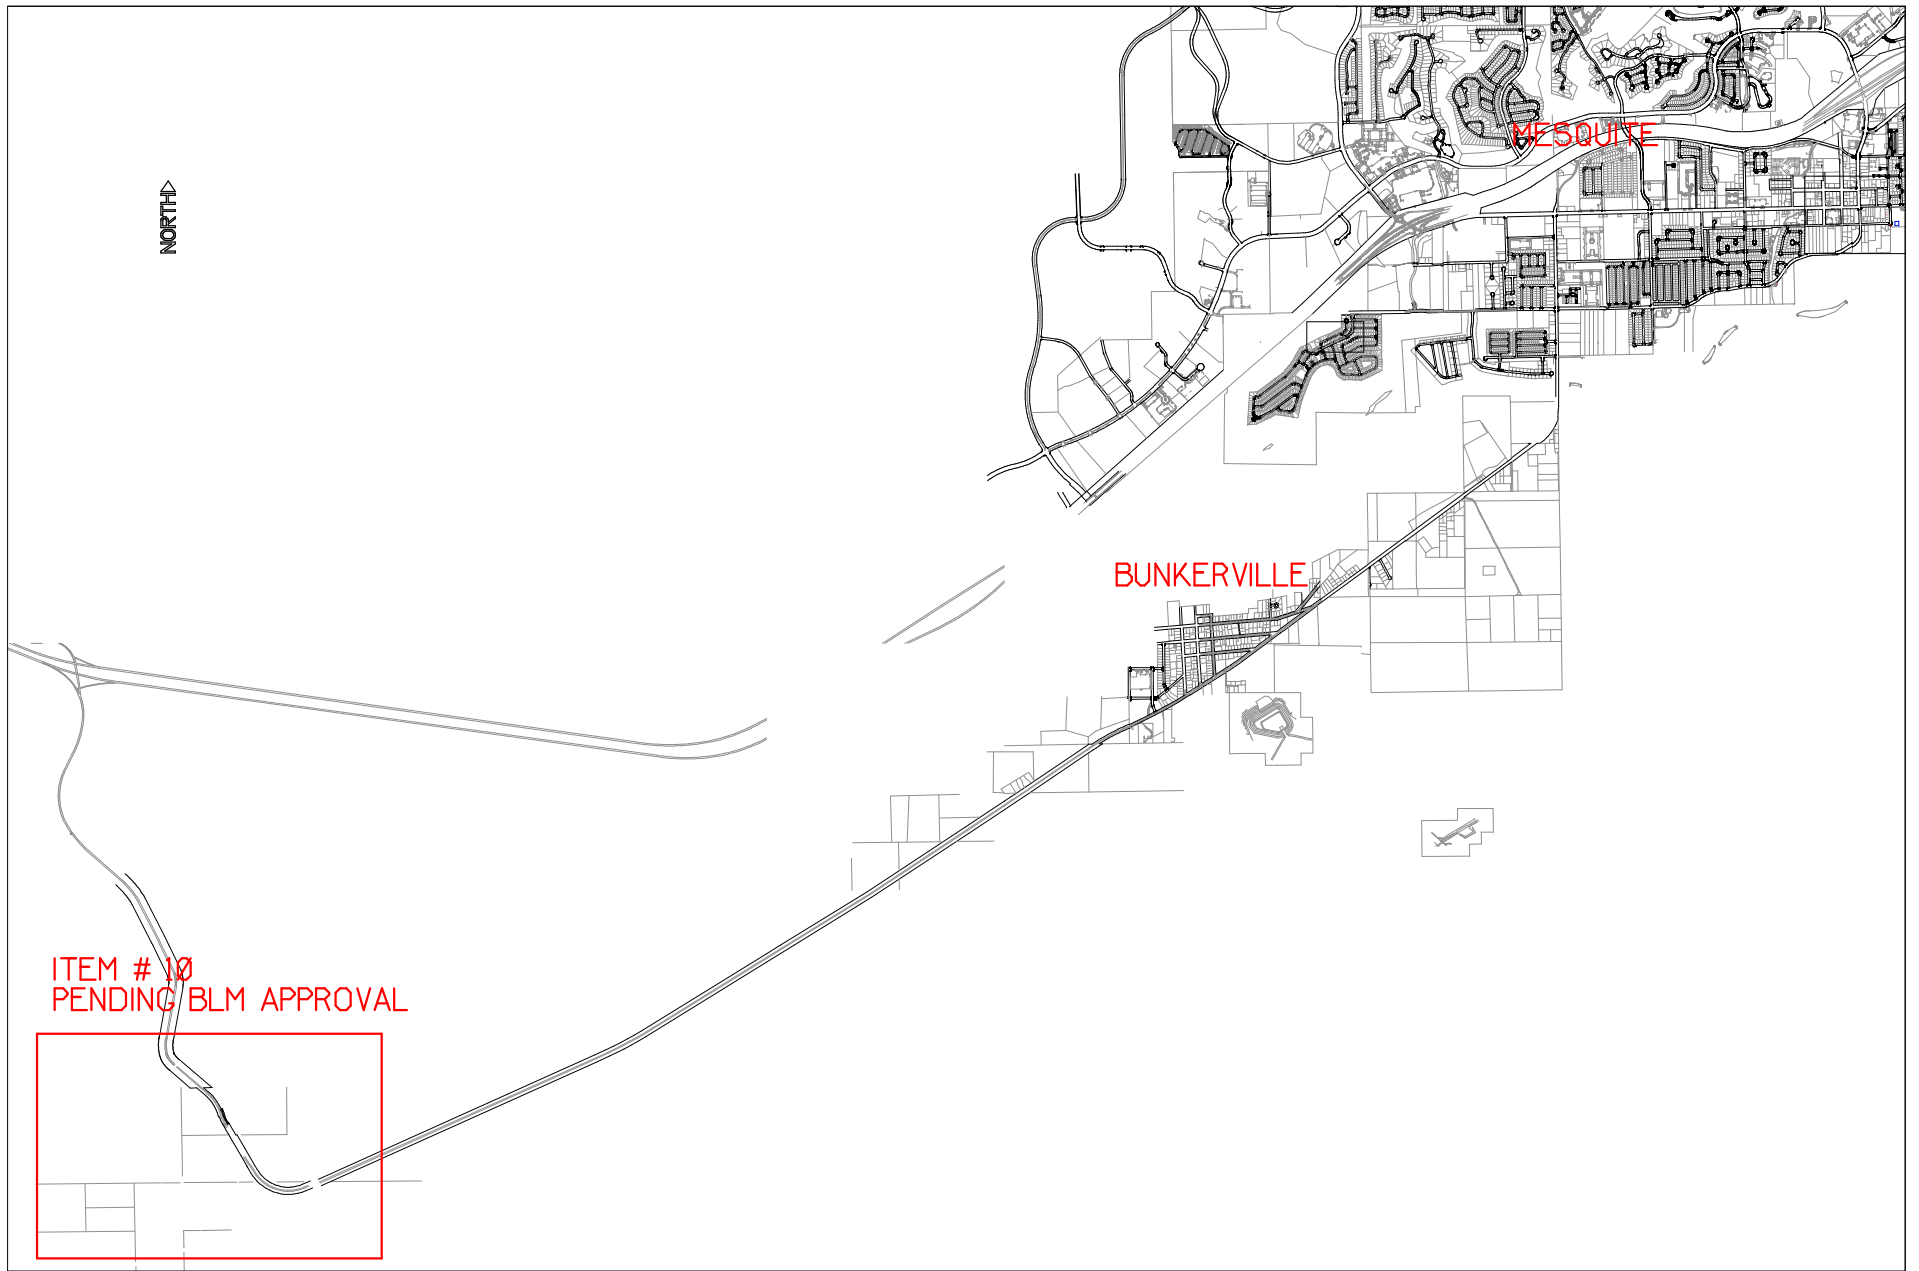 MESQUITE
NORTH
BUNKERVILLE
ITEM # 10
PENDING BLM APPROVAL